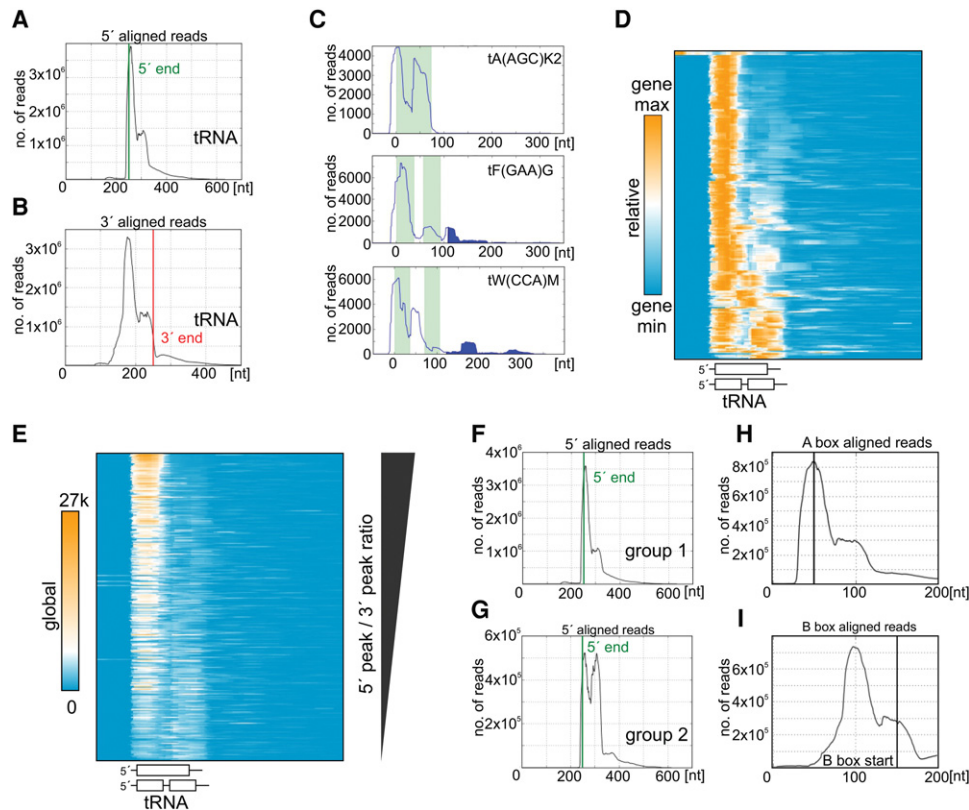 A
5´ aligned reads
no. of reads
3x10⁶
2x10⁶
1x10⁶
5´ end
tRNA
0 200 400 600 [nt]
B
3´ aligned reads
no. of reads
3x10⁶
2x10⁶
1x10⁶
tRNA
3´ end
0 200 400 [nt]
C
no. of reads
4000
3000
2000
1000
0
tA(AGC)K2
0 100 200 300 [nt]
no. of reads
6000
4000
2000
0
tF(GAA)G
0 100 200 300 [nt]
no. of reads
6000
4000
2000
0
tW(CCA)M
0 100 200 300 [nt]
D
gene
max
relative
gene
min
5´
5´
tRNA
E
27k
global
0
5´
5´
tRNA
5´ peak / 3´ peak ratio
F
5´ aligned reads
no. of reads
4x10⁶
3x10⁶
2x10⁶
1x10⁶
5´ end
group 1
0 200 400 600 [nt]
G
5´ aligned reads
no. of reads
6x10⁵
4x10⁵
2x10⁵
5´ end
group 2
0 200 400 600 [nt]
H
A box aligned reads
no. of reads
8x10⁵
6x10⁵
4x10⁵
2x10⁵
0 100 200 [nt]
I
B box aligned reads
no. of reads
6x10⁵
4x10⁵
2x10⁵
B box start
0 100 200 [nt]